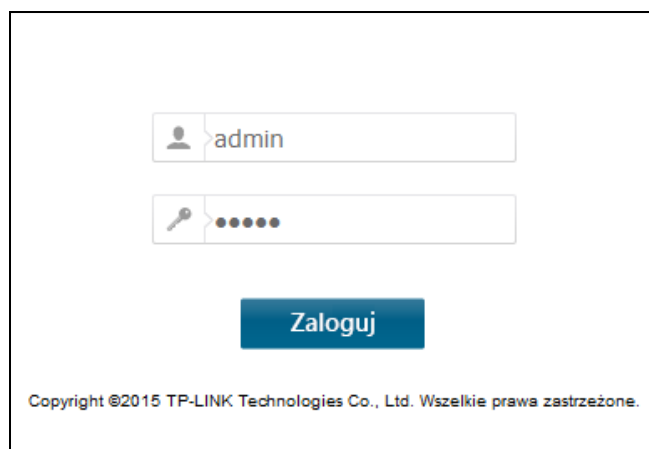 admin
●●●●●
Zaloguj
Copyright ©2015 TP-LINK Technologies Co., Ltd. Wszelkie prawa zastrzeżone.